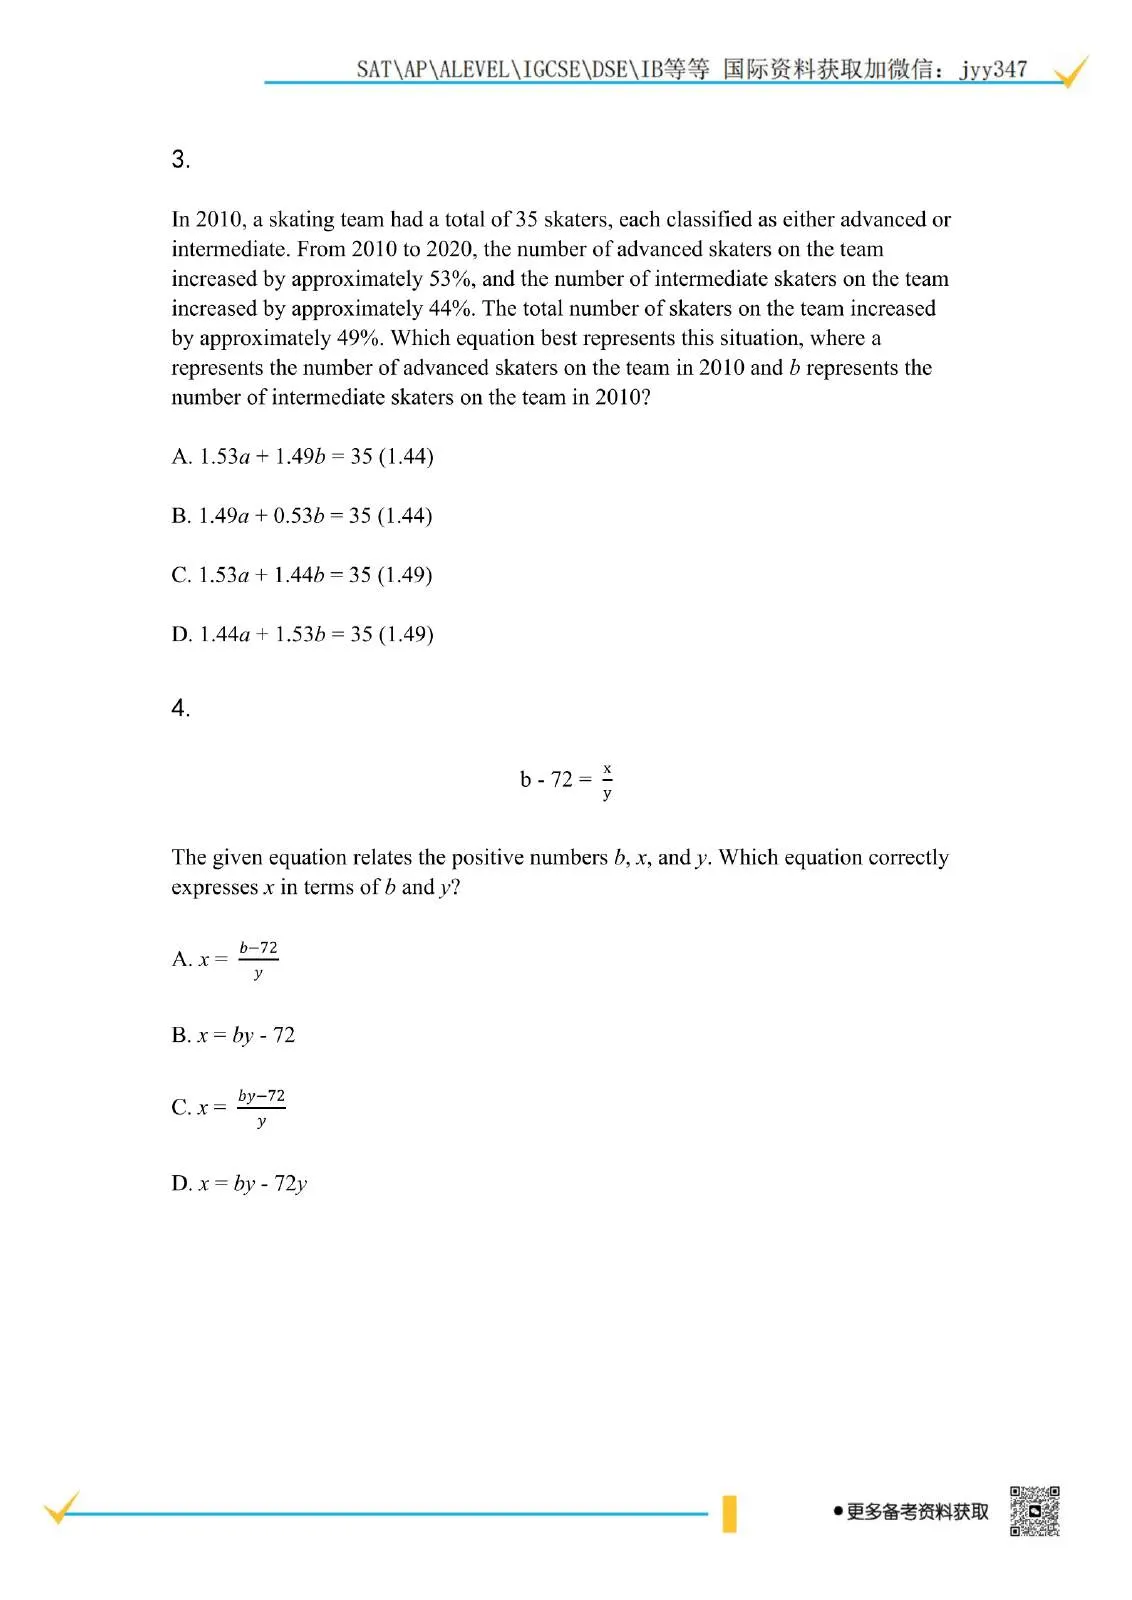 SAT\AP\ALEVEL\IGCSE\DSE\IB等等 国际资料获取加微信：jyy347
3.
In 2010, a skating team had a total of 35 skaters, each classified as either advanced or
intermediate. From 2010 to 2020, the number of advanced skaters on the team
increased by approximately 53%, and the number of intermediate skaters on the team
increased by approximately 44%. The total number of skaters on the team increased
by approximately 49%. Which equation best represents this situation, where a
represents the number of advanced skaters on the team in 2010 and b represents the
number of intermediate skaters on the team in 2010?
A. 1.53a + 1.49b = 35 (1.44)
B. 1.49a + 0.53b = 35 (1.44)
C. 1.53a + 1.44b = 35 (1.49)
D. 1.44a + 1.53b = 35 (1.49)
4.
b - 72 = x/y
The given equation relates the positive numbers b, x, and y. Which equation correctly
expresses x in terms of b and y?
A. x = b−72/y
B. x = by - 72
C. x = by−72/y
D. x = by - 72y
●更多备考资料获取